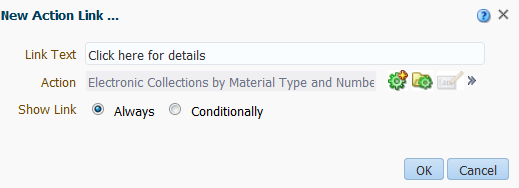 New Action Link ...
Link Text Click here for details
Action Electronic Collections by Material Type and Numbe
Show Link Always Conditionally
OK Cancel